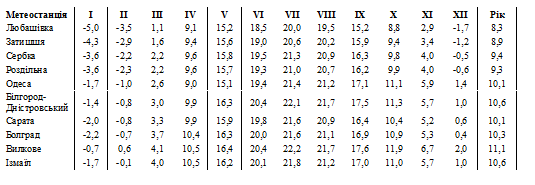 Метеостанція I II III IV V VI VII VIII IX X XI XII Рік
Любашівка -5,0 -3,5 1,1 9,1 15,2 18,5 20,0 19,5 15,2 8,8 2,9 -1,7 8,3
Затишшя -4,3 -2,9 1,6 9,4 15,6 19,0 20,6 20,2 15,9 9,4 3,4 -1,2 8,9
Сербка -3,6 -2,2 2,2 9,6 15,8 19,5 21,3 20,9 16,3 9,8 4,0 -0,5 9,4
Роздільна -3,6 -2,3 2,2 9,6 15,7 19,3 21,0 20,7 16,2 9,9 4,0 -0,6 9,3
Одеса -1,7 -1,0 2,6 9,0 15,1 19,4 21,4 21,2 17,1 11,1 5,9 1,4 10,1
Білгород-
Дністровський -1,4 -0,8 3,0 9,9 16,3 20,4 22,1 21,7 17,5 11,3 5,7 1,0 10,6
Сарата -2,0 -0,8 3,3 9,9 15,9 19,8 21,6 20,9 16,4 10,4 5,2 0,6 10,1
Болград -2,2 -0,7 3,7 10,4 16,3 20,0 21,6 21,1 16,9 10,9 5,3 0,4 10,3
Вилкове -0,7 0,6 4,1 10,5 16,4 20,4 22,2 21,7 17,6 11,9 6,7 2,0 11,1
Ізмаїл -1,7 -0,1 4,0 10,5 16,2 20,1 21,8 21,2 17,0 11,0 5,7 1,0 10,6